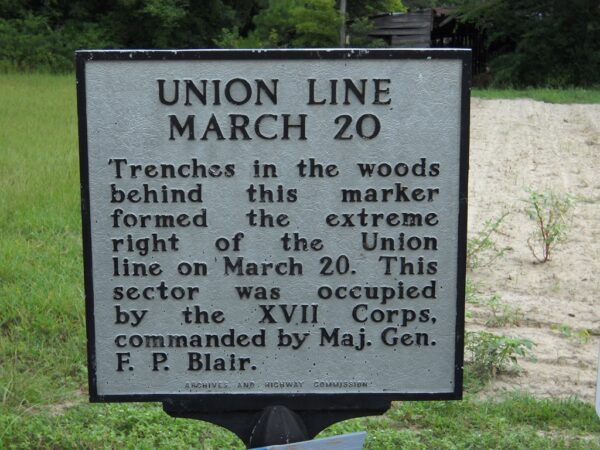 UNION LINE
MARCH 20
Trenches in the woods
behind this marker
formed the extreme
right of the Union
line on March 20. This
sector was occupied
by the XVII Corps,
commanded by Maj. Gen.
F. P. Blair.
ARCHIVES AND HIGHWAY COMMISSION